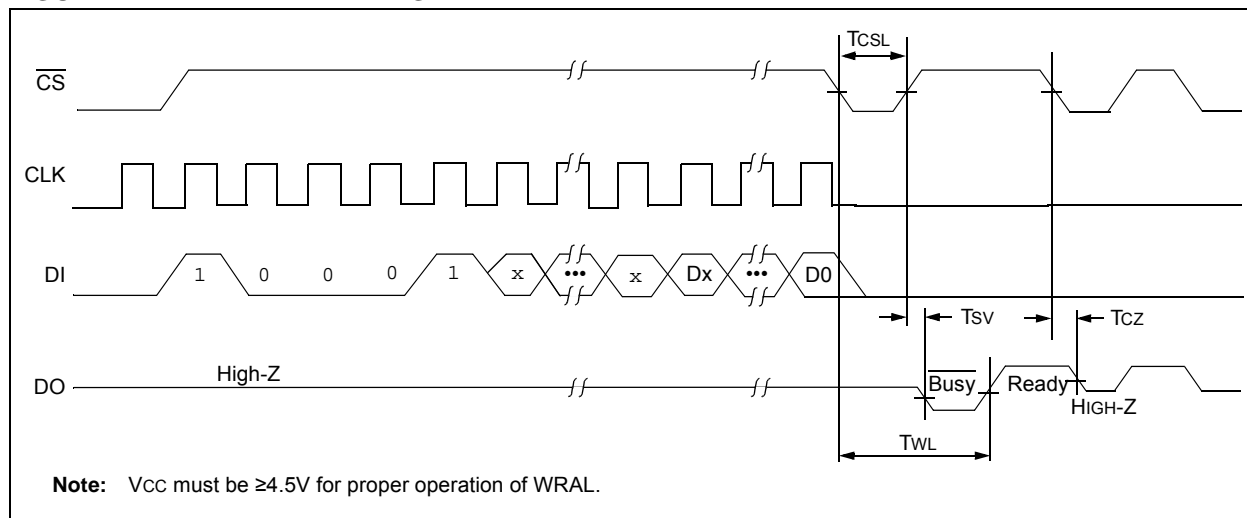 TCSL
CS
CLK
DI 1 0 0 0 1 x ••• x Dx ••• D0
TSV
TCZ
DO High-Z Busy Ready HIGH-Z
TWL
Note: VCC must be ≥4.5V for proper operation of WRAL.